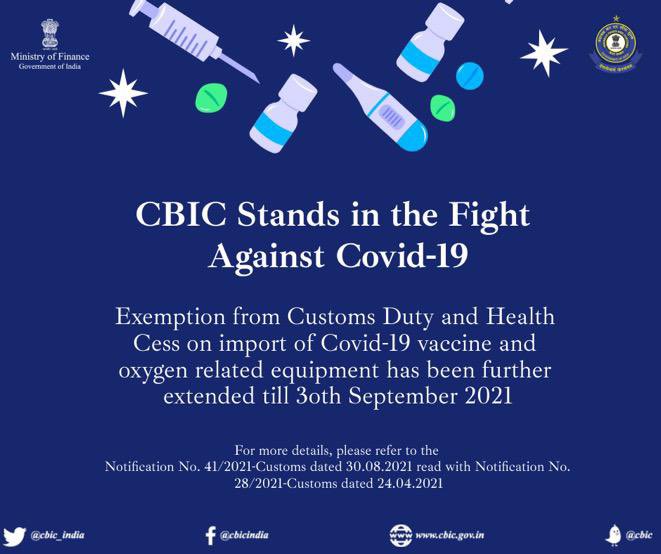 Ministry of Finance
Government of India
CBIC Stands in the Fight
Against Covid-19
Exemption from Customs Duty and Health
Cess on import of Covid-19 vaccine and
oxygen related equipment has been further
extended till 30th September 2021
For more details, please refer to the
Notification No. 41/2021-Customs dated 30.08.2021 read with Notification No.
28/2021-Customs dated 24.04.2021
@cbic_india
@cbicindia
www.cbic.gov.in
@cbic